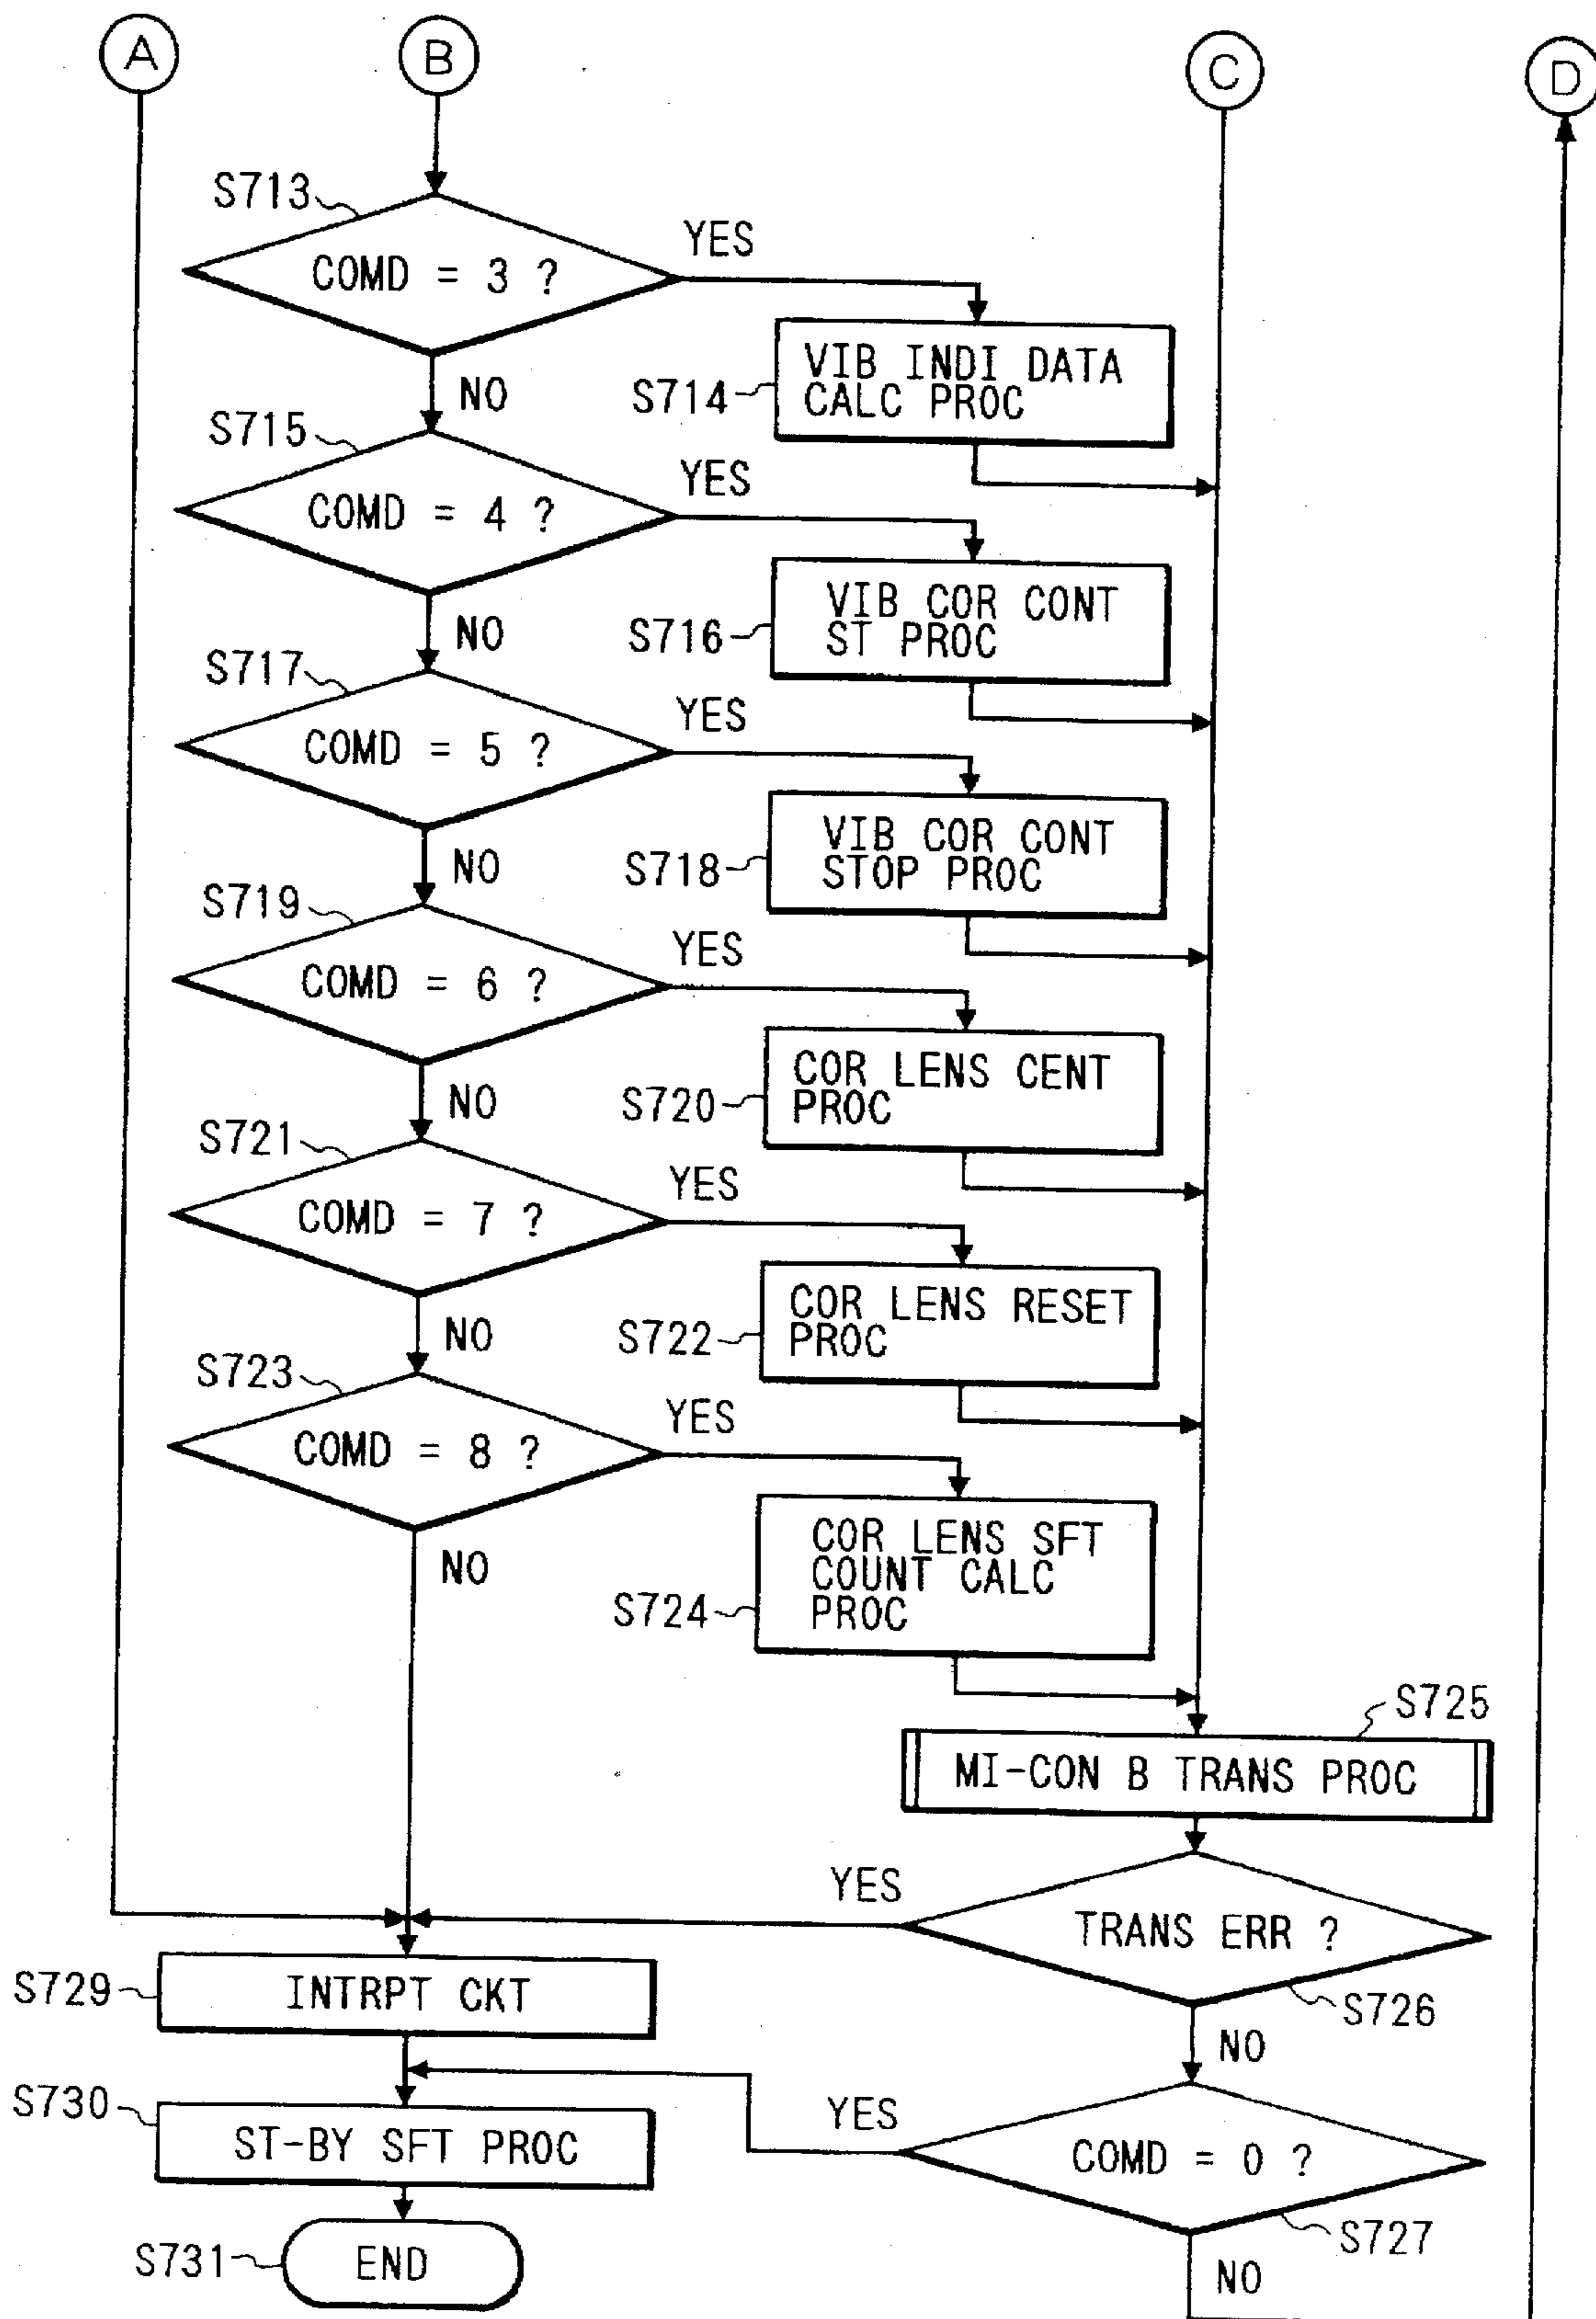 A
B
C
D
S713
COMD = 3 ?
YES
S714
VIB INDI DATA
CALC PROC
NO
S715
COMD = 4 ?
YES
S716
VIB COR CONT
ST PROC
NO
S717
COMD = 5 ?
YES
S718
VIB COR CONT
STOP PROC
NO
S719
COMD = 6 ?
YES
S720
COR LENS CENT
PROC
NO
S721
COMD = 7 ?
YES
S722
COR LENS RESET
PROC
NO
S723
COMD = 8 ?
YES
S724
COR LENS SFT
COUNT CALC
PROC
NO
S725
MI-CON B TRANS PROC
YES
TRANS ERR ?
S726
NO
S729
INTRPT CKT
YES
COMD = 0 ?
S727
NO
S730
ST-BY SFT PROC
S731
END